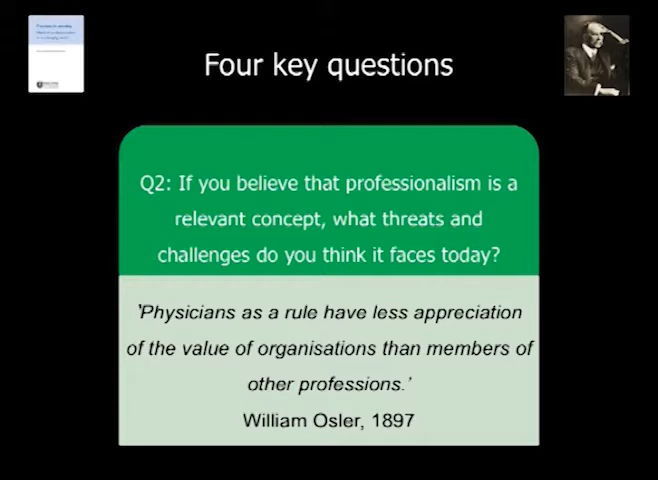 Four key questions
Q2: If you believe that professionalism is a
relevant concept, what threats and
challenges do you think it faces today?
'Physicians as a rule have less appreciation
of the value of organisations than members of
other professions.’
William Osler, 1897